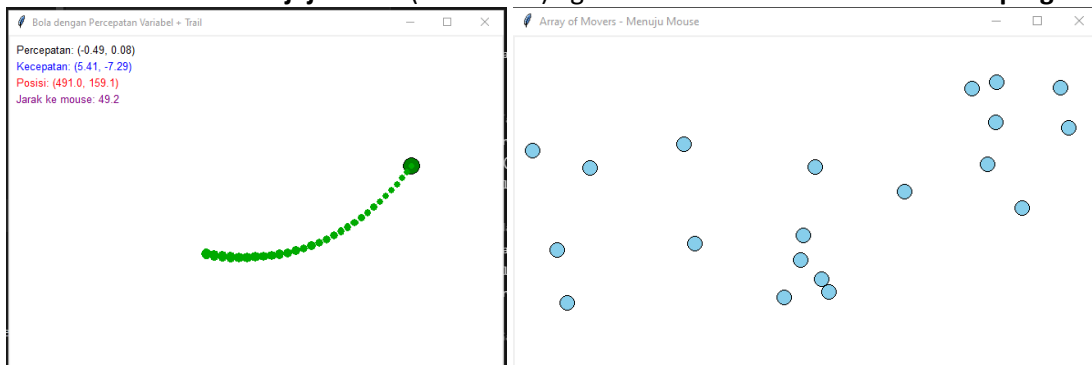 Bola dengan Percepatan Variabel + Trail
Percepatan: (-0.49, 0.08)
Kecepatan: (5.41, -7.29)
Posisi: (491.0, 159.1)
Jarak ke mouse: 49.2
Array of Movers - Menuju Mouse